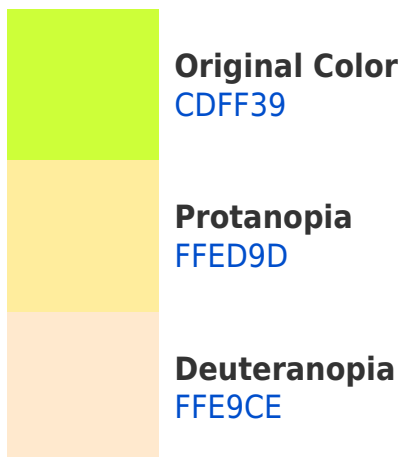 Original Color
CDFF39
Protanopia
FFED9D
Deuteranopia
FFE9CE